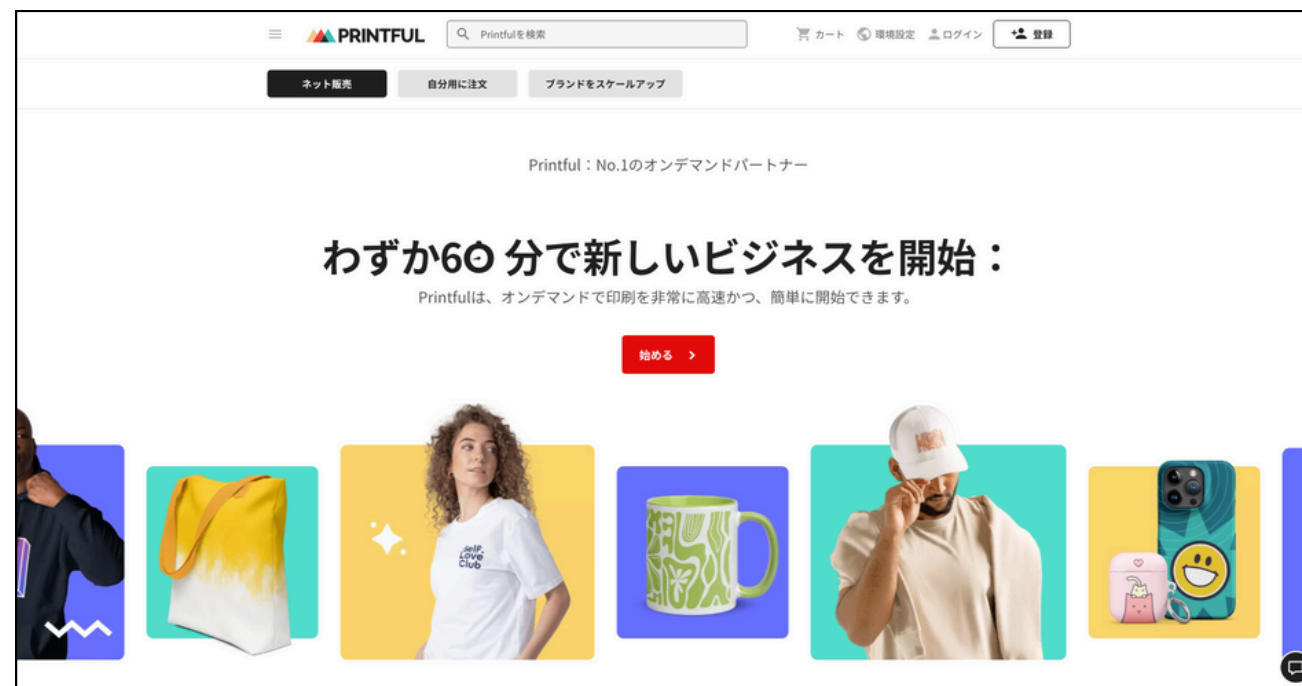 PRINTFUL
Printfulを検索
カート
環境設定
ログイン
登録
ネット販売
自分用に注文
ブランドをスケールアップ
Printful：No.1のオンデマンドパートナー
わずか60 分で新しいビジネスを開始：
Printfulは、オンデマンドで印刷を非常に高速かつ、簡単に開始できます。
始める
SELF.
LOVE
CLUB